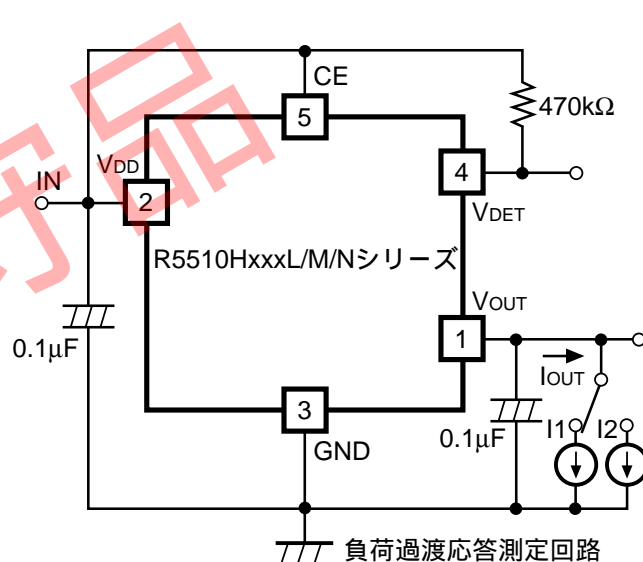 CE
5
470kΩ
VDD
IN
2
4
VDET
R5510HxxxL/M/Nシリーズ
VOUT
1
0.1μF
IOUT
3
0.1μF
I1
I2
GND
負荷過渡応答測定回路
品